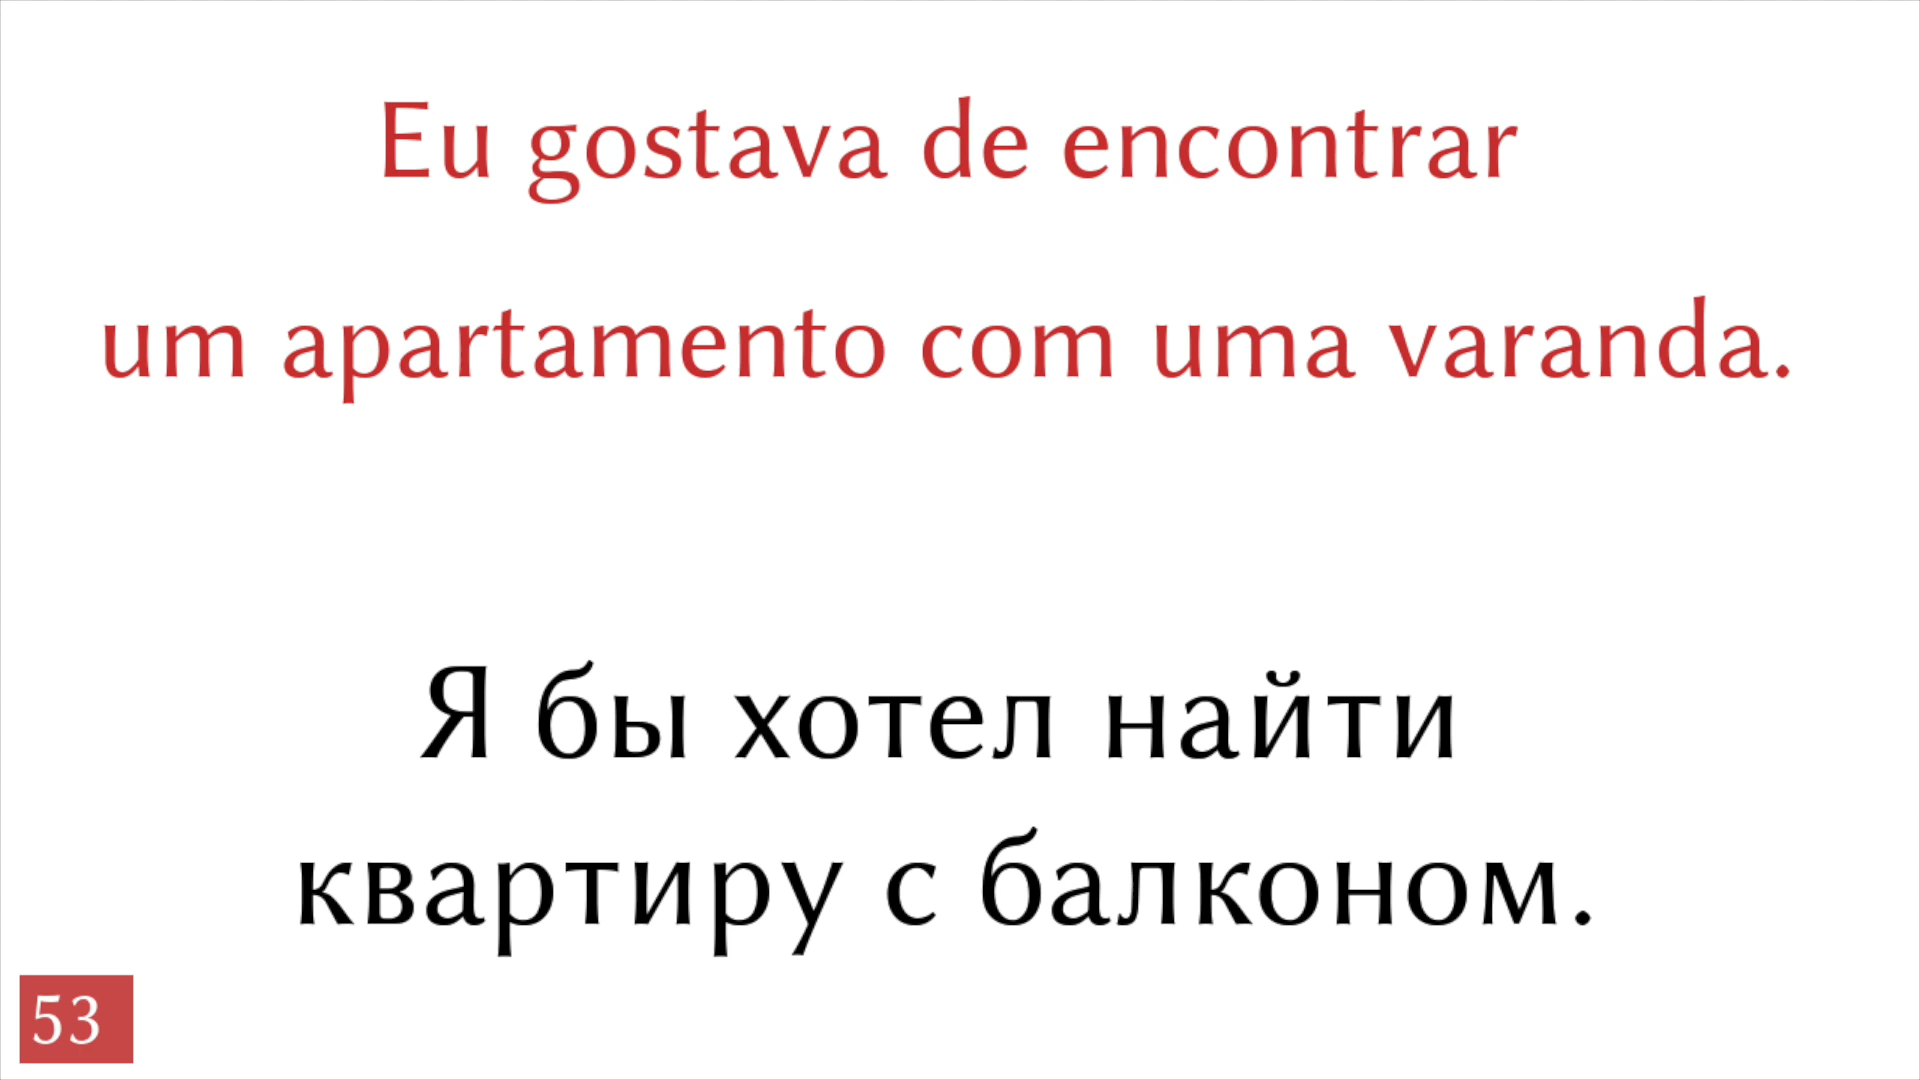 Eu gostava de encontrar
um apartamento com uma varanda.
Я бы хотел найти
квартиру с балконом.
53